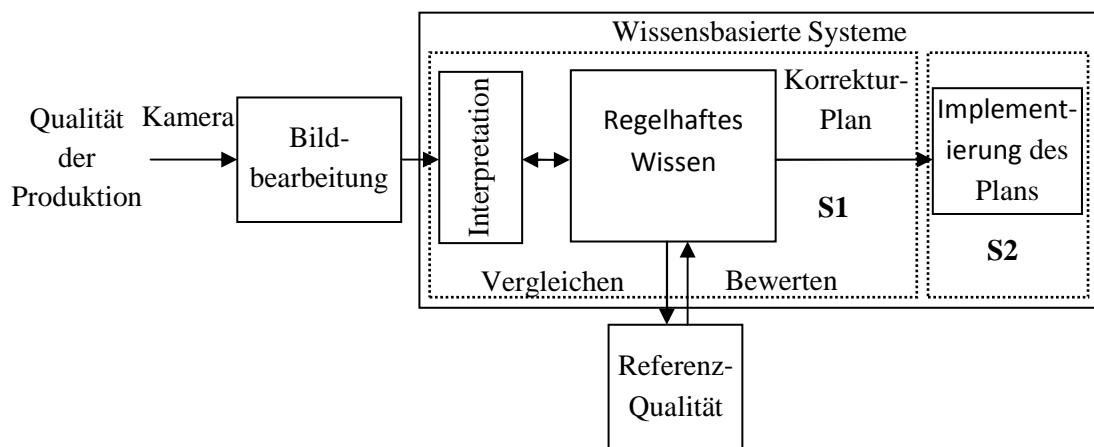 Wissensbasierte Systeme
Qualität
der
Produktion
Kamera
Bild-
bearbeitung
Interpretation
Regelhaftes
Wissen
Korrektur-
Plan
S1
Implement-
ierung des
Plans
S2
Vergleichen
Bewerten
Referenz-
Qualität